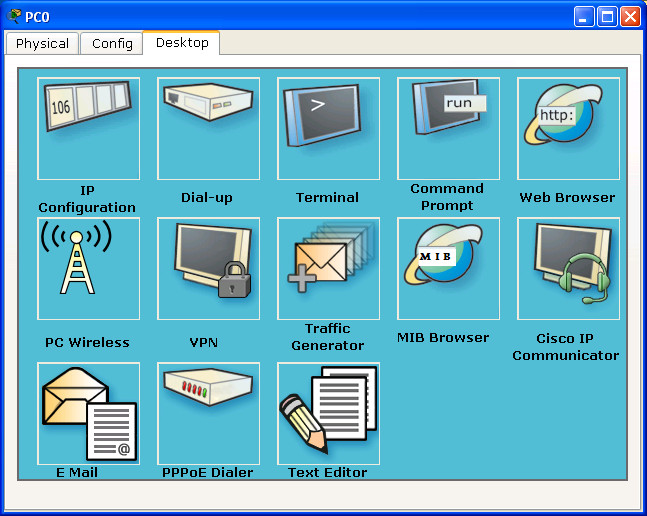 PC0
Physical Config Desktop
106
>
run
http:
IP
Configuration
Dial-up
Terminal
Command
Prompt
Web Browser
MIB
PC Wireless
VPN
Traffic
Generator
MIB Browser
Cisco IP
Communicator
@
E Mail
PPPoE Dialer
Text Editor